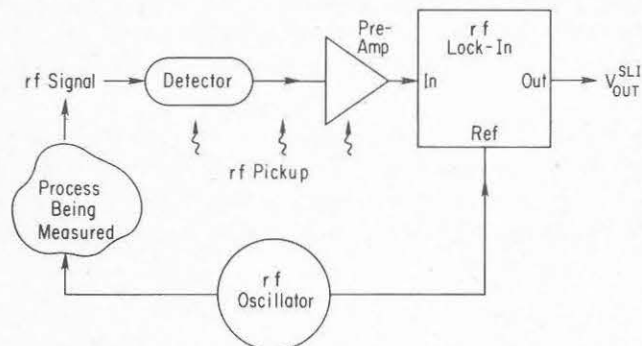 Pre-
Amp
rf
Lock-In
rf Signal
Detector
In
Out
V_OUT^SLI
Ref
rf Pickup
Process
Being
Measured
rf
Oscillator